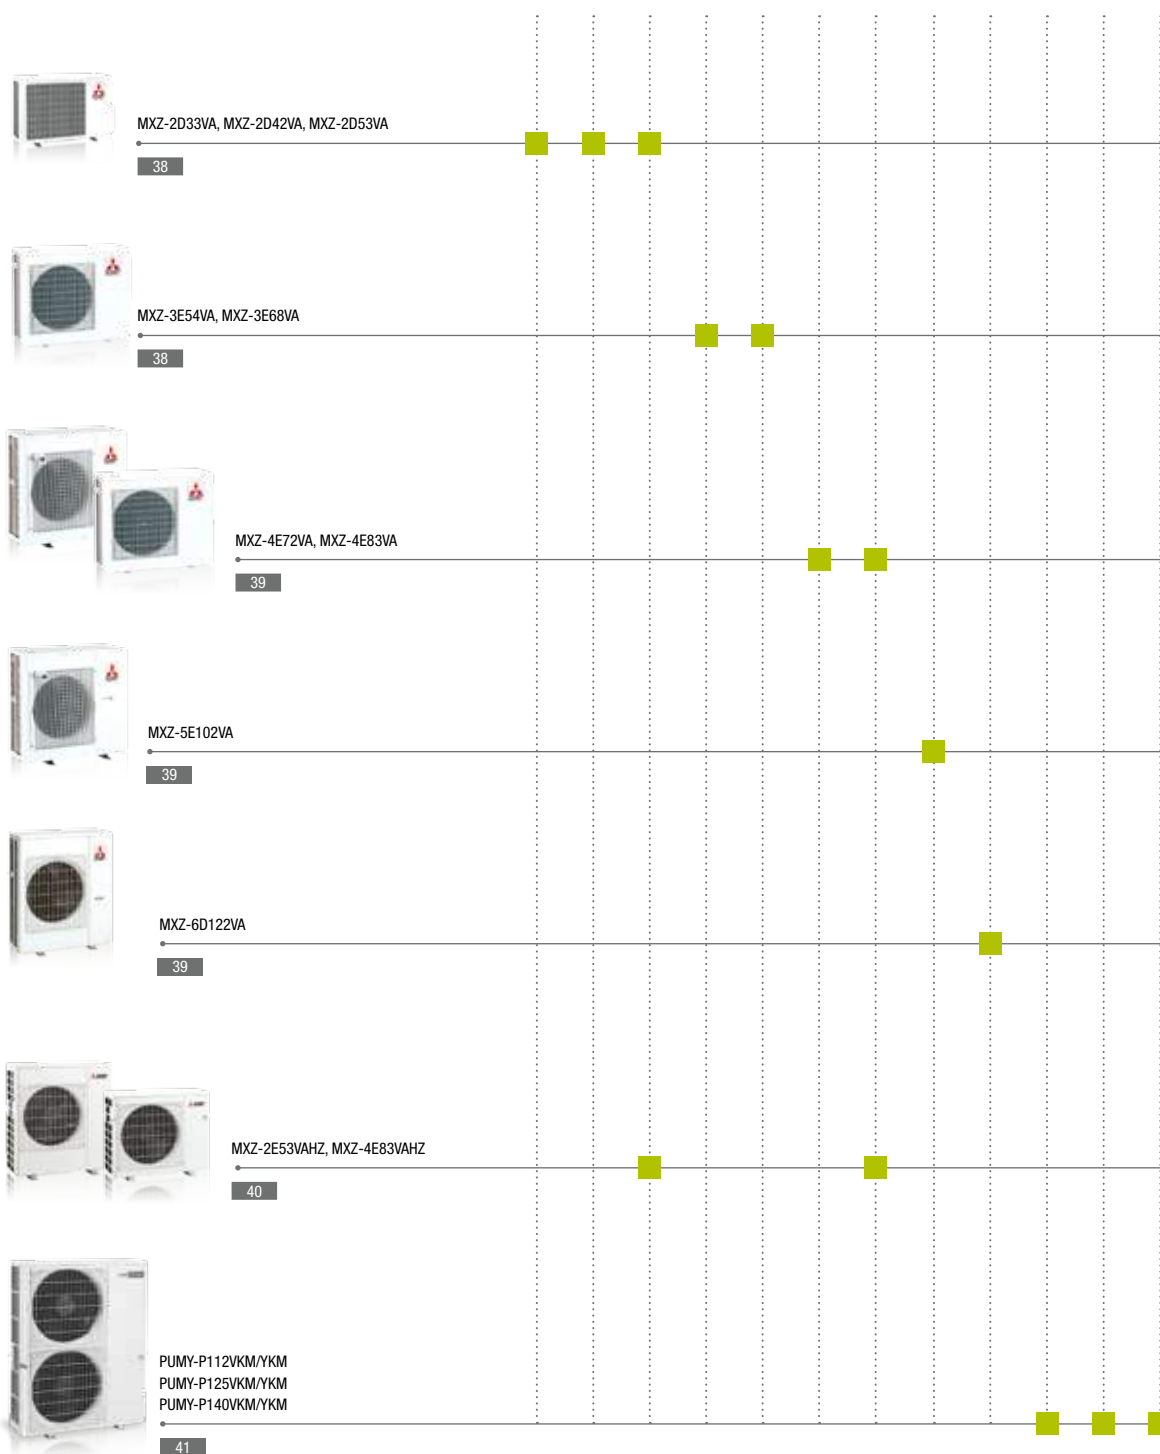 MXZ-2D33VA, MXZ-2D42VA, MXZ-2D53VA
38
MXZ-3E54VA, MXZ-3E68VA
38
MXZ-4E72VA, MXZ-4E83VA
39
MXZ-5E102VA
39
MXZ-6D122VA
39
MXZ-2E53VAHZ, MXZ-4E83VAHZ
40
PUMY-P112VKM/YKM
PUMY-P125VKM/YKM
PUMY-P140VKM/YKM
41